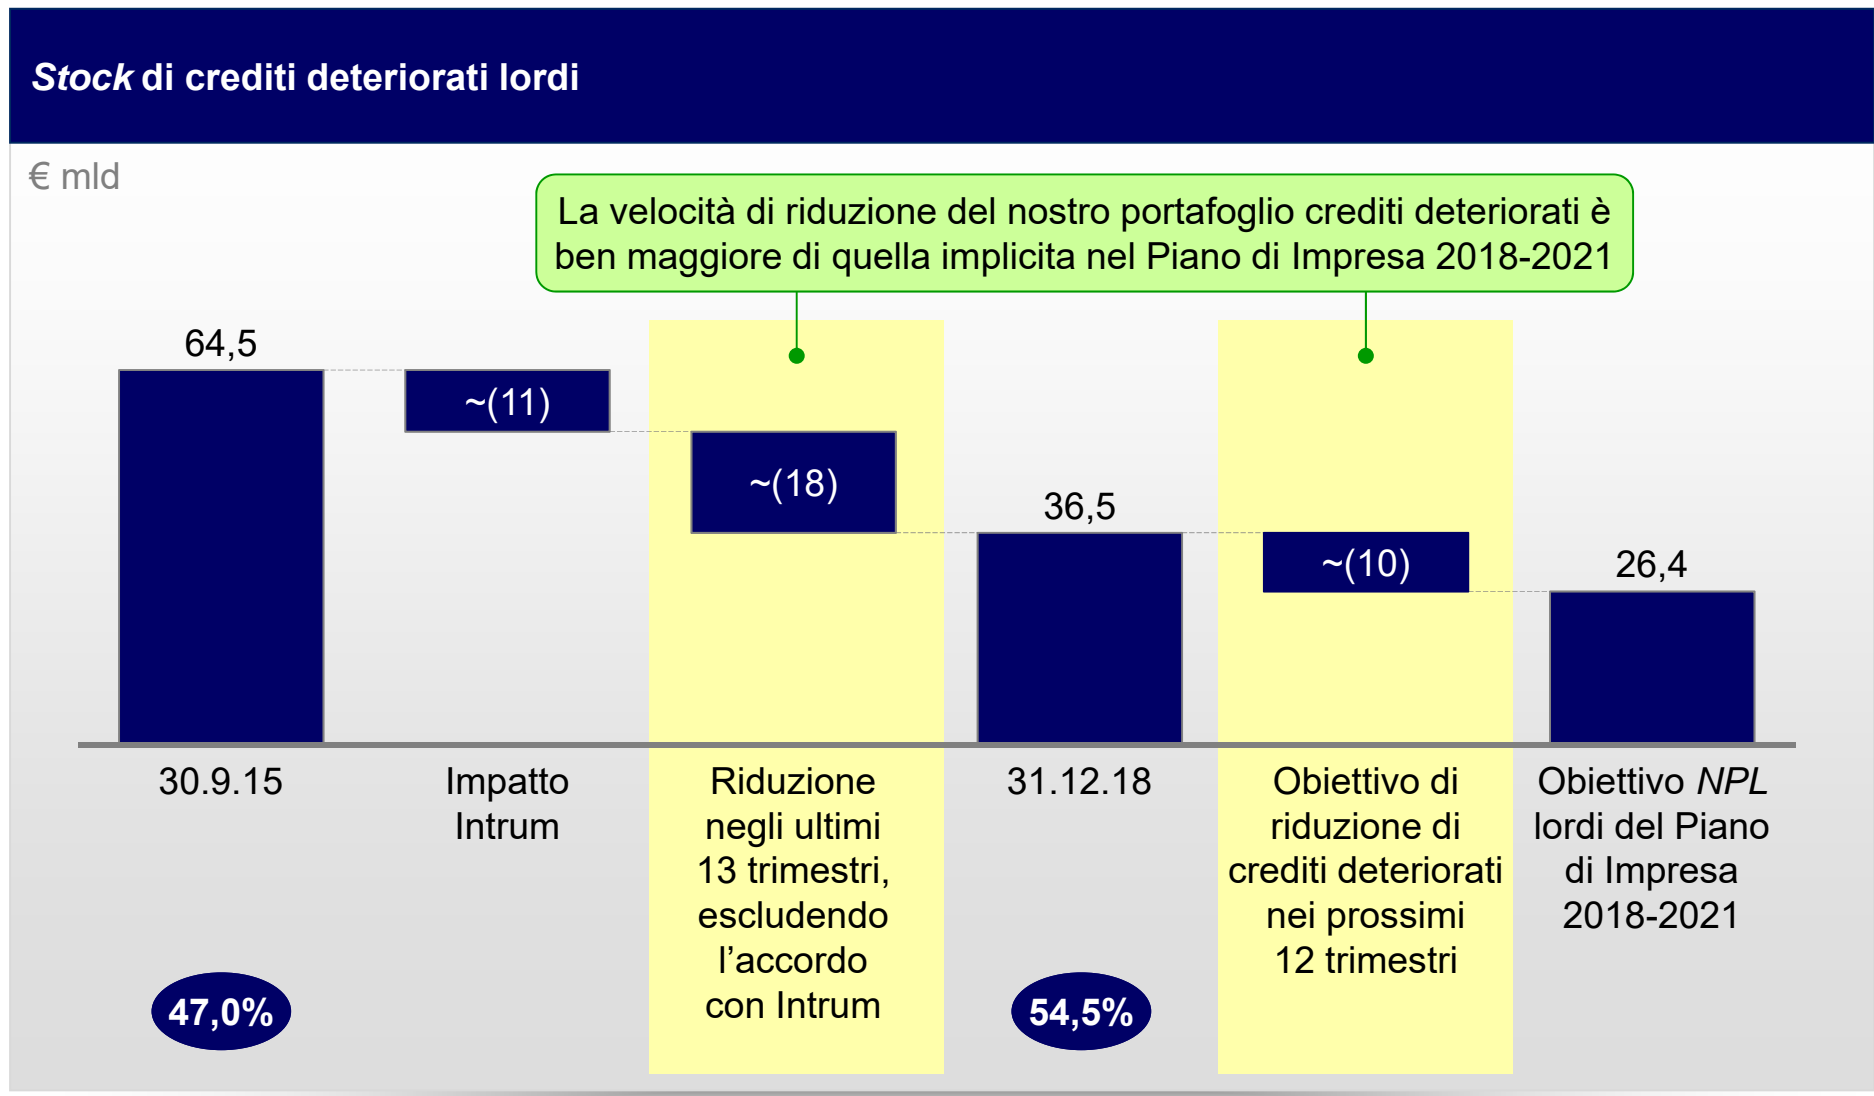 Stock di crediti deteriorati lordi
€ mld
La velocità di riduzione del nostro portafoglio crediti deteriorati è
ben maggiore di quella implicita nel Piano di Impresa 2018-2021
64,5
~(11)
~(18)
36,5
~(10)
26,4
30.9.15
Impatto
Intrum
Riduzione
negli ultimi
13 trimestri,
escludendo
l’accordo
con Intrum
31.12.18
Obiettivo di
riduzione di
crediti deteriorati
nei prossimi
12 trimestri
Obiettivo NPL
lordi del Piano
di Impresa
2018-2021
47,0%
54,5%